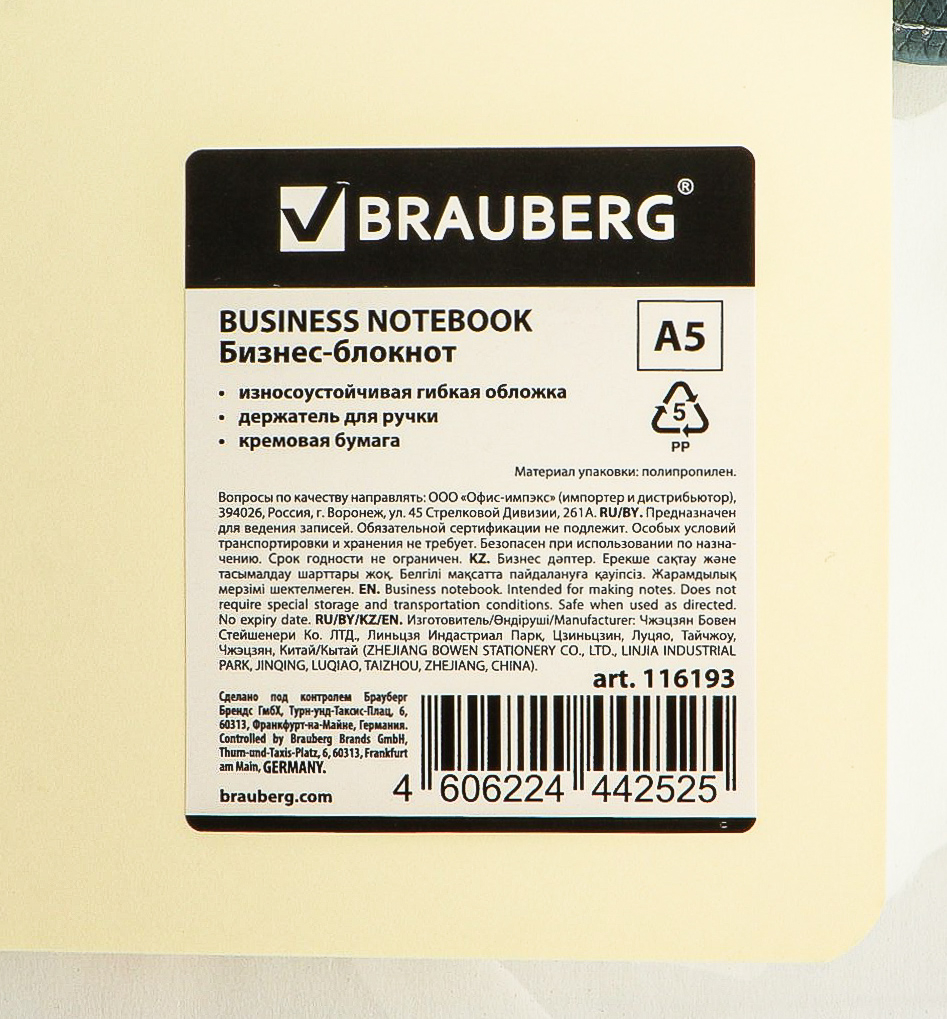 BRAUBERG®
BUSINESS NOTEBOOK
Бизнес-блокнот
A5
• износоустойчивая гибкая обложка
• держатель для ручки
• кремовая бумага
5
PP
Материал упаковки: полипропилен.
Вопросы по качеству направлять: ООО «Офис-импэкс» (импортер и дистрибьютор),
394026, Россия, г. Воронеж, ул. 45 Стрелковой Дивизии, 261А. RU/BY. Предназначен
для ведения записей. Обязательной сертификации не подлежит. Особых условий
транспортировки и хранения не требует. Безопасен при использовании по назна-
чению. Срок годности не ограничен. KZ. Бизнес дәптер. Ерекше сақтау және
тасымалдау шарттары жоқ. Белгілі мақсатта пайдалануға қауіпсіз. Жарамдылық
мерзімі шектелмеген. EN. Business notebook. Intended for making notes. Does not
require special storage and transportation conditions. Safe when used as directed.
No expiry date. RU/BY/KZ/EN. Изготовитель/Өндіруші/Manufacturer: Чжэцзян Бовен
Стейшенери Ко. ЛТД., Линьцзя Индастриал Парк, Цзиньцзин, Луцяо, Тайчжоу,
Чжэцзян, Китай/Кытай (ZHEJIANG BOWEN STATIONERY CO., LTD., LINJIA INDUSTRIAL
PARK, JINQING, LUQIAO, TAIZHOU, ZHEJIANG, CHINA).
art. 116193
Сделано под контролем Брауберг
Брендс ГмбХ, Турн-унд-Таксис-Плац, 6,
60313, Франкфурт-на-Майне, Германия.
Controlled by Brauberg Brands GmbH,
Thurn-und-Taxis-Platz, 6, 60313, Frankfurt
am Main, GERMANY.
brauberg.com
4 606224 442525